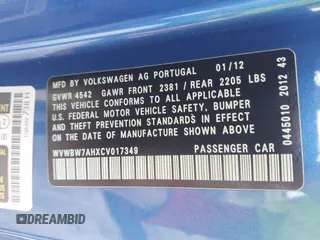 MFD BY VOLKSWAGEN AG PORTUGAL 01/12
GVWR 4542 GAWR FRONT 2381 / REAR 2205 LBS
THIS VEHICLE CONFORMS TO ALL APPLICABLE
U.S. FEDERAL MOTOR VEHICLE SAFETY, BUMPER
AND THEFT PREVENTION STANDARDS IN EFFECT
ON THE DATE OF MANUFACTURE SHOWN ABOVE
WVWBW7AHXCV017349 PASSENGER CAR
0445010 2012 43
DREAMBID